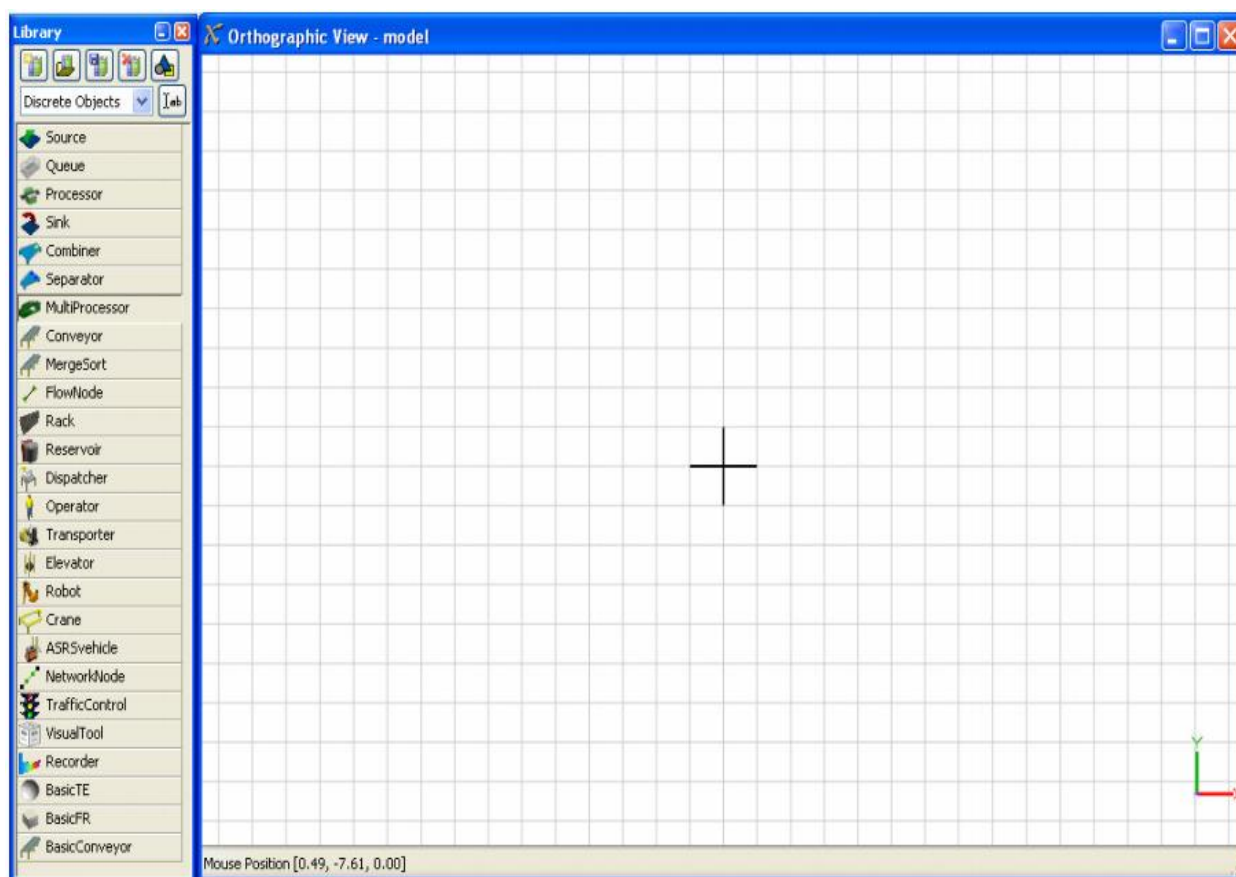 Library
Orthographic View - model
Discrete Objects
ab
Source
Queue
Processor
Sink
Combiner
Separator
MultiProcessor
Conveyor
MergeSort
FlowNode
Rack
Reservoir
Dispatcher
Operator
Transporter
Elevator
Robot
Crane
ASRSvehicle
NetworkNode
TrafficControl
VisualTool
Recorder
BasicTE
BasicFR
BasicConveyor
Y
X
Mouse Position [0.49, -7.61, 0.00]